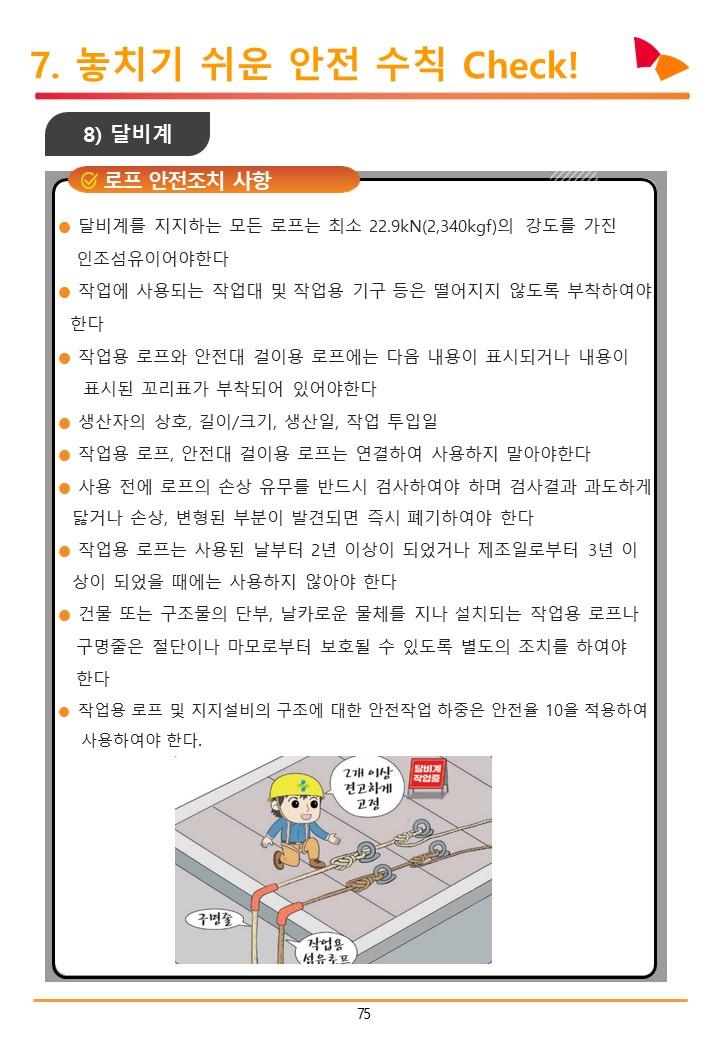 7. 놓치기 쉬운 안전 수칙 Check!
8) 달비계
로프 안전조치 사항
● 달비계를 지지하는 모든 로프는 최소 22.9kN(2,340kgf)의 강도를 가진
인조섬유이어야한다
● 작업에 사용되는 작업대 및 작업용 기구 등은 떨어지지 않도록 부착하여야
한다
● 작업용 로프와 안전대 걸이용 로프에는 다음 내용이 표시되거나 내용이
표시된 꼬리표가 부착되어 있어야한다
● 생산자의 상호, 길이/크기, 생산일, 작업 투입일
● 작업용 로프, 안전대 걸이용 로프는 연결하여 사용하지 말아야한다
● 사용 전에 로프의 손상 유무를 반드시 검사하여야 하며 검사결과 과도하게
닳거나 손상, 변형된 부분이 발견되면 즉시 폐기하여야 한다
● 작업용 로프는 사용된 날부터 2년 이상이 되었거나 제조일로부터 3년 이
상이 되었을 때에는 사용하지 않아야 한다
● 건물 또는 구조물의 단부, 날카로운 물체를 지나 설치되는 작업용 로프나
구명줄은 절단이나 마모로부터 보호될 수 있도록 별도의 조치를 하여야
한다
● 작업용 로프 및 지지설비의 구조에 대한 안전작업 하중은 안전율 10을 적용하여
사용하여야 한다.
2개 이상
견고하게
고정
달비계
작업중
구명줄
작업용
섬유로프
75